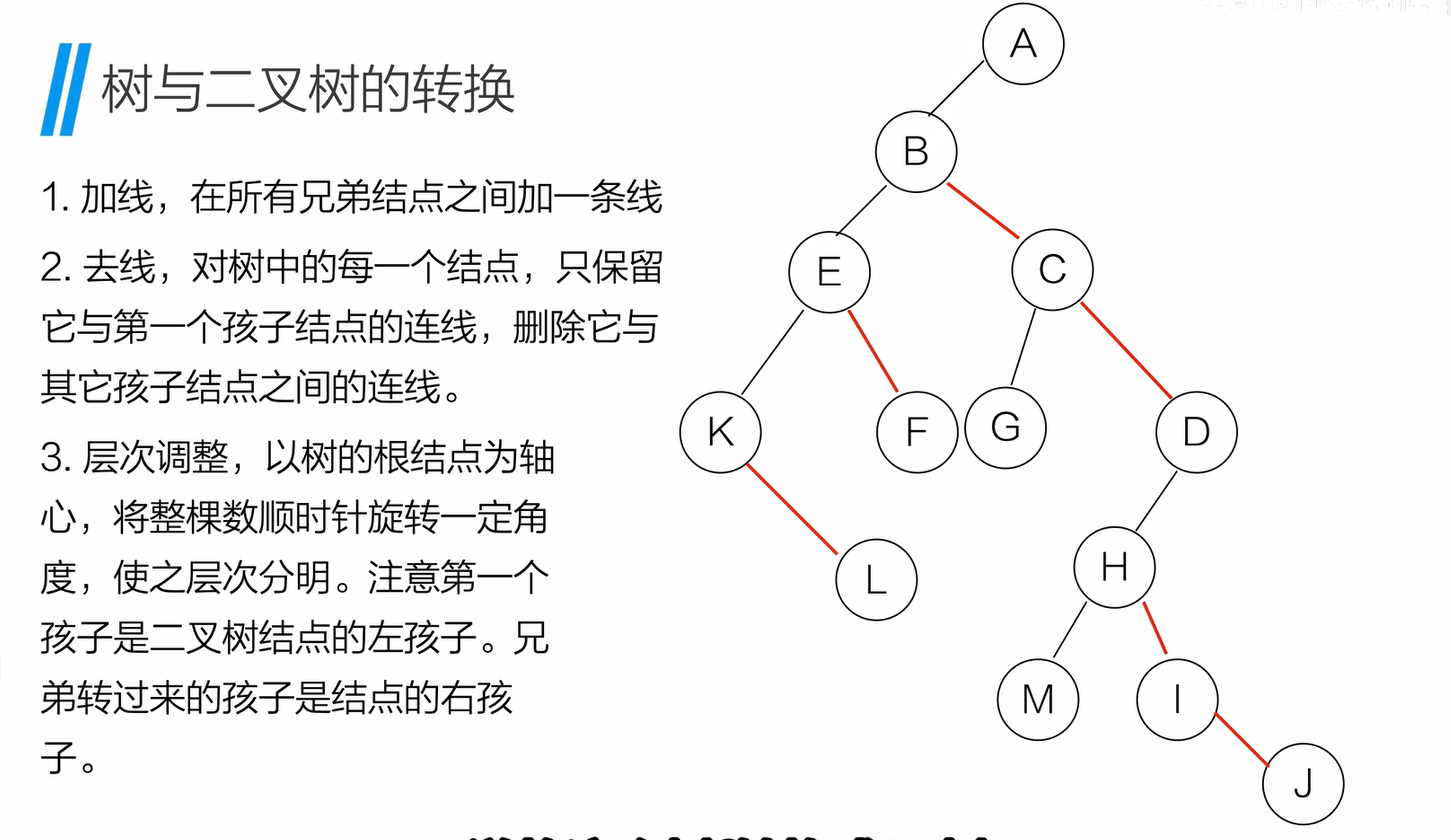 树与二叉树的转换
1. 加线，在所有兄弟结点之间加一条线
2. 去线，对树中的每一个结点，只保留
它与第一个孩子结点的连线，删除它与
其它孩子结点之间的连线。
3. 层次调整，以树的根结点为轴
心，将整棵数顺时针旋转一定角
度，使之层次分明。注意第一个
孩子是二叉树结点的左孩子。兄
弟转过来的孩子是结点的右孩
子。
A
B
E
C
K
F
G
D
L
H
M
I
J